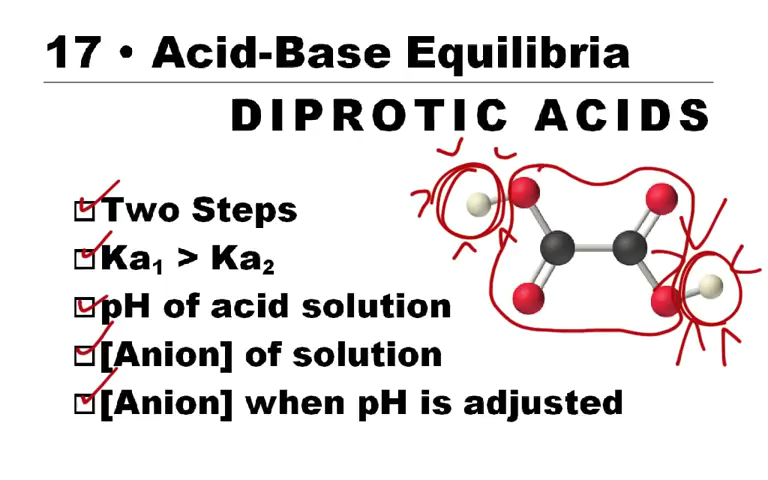 17 • Acid-Base Equilibria
DIPROTIC ACIDS
Two Steps
Ka₁ > Ka₂
pH of acid solution
[Anion] of solution
[Anion] when pH is adjusted